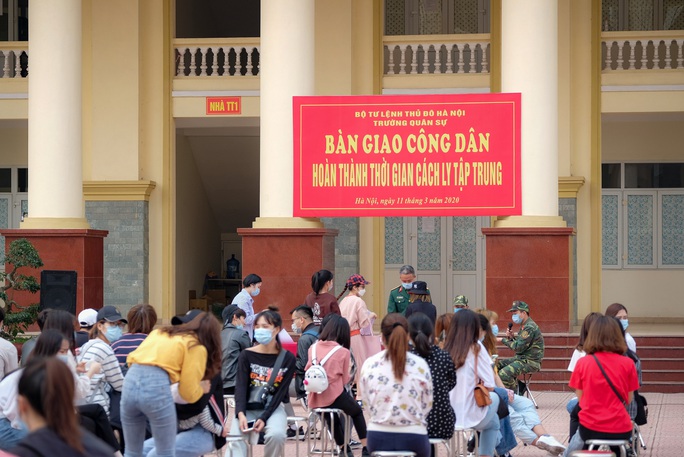 NHÀ TT1
BỘ TƯ LỆNH THỦ ĐÔ HÀ NỘI
TRƯỜNG QUÂN SỰ
BÀN GIAO CÔNG DÂN
HOÀN THÀNH THỜI GIAN CÁCH LY TẬP TRUNG
Hà Nội, ngày 11 tháng 3 năm 2020